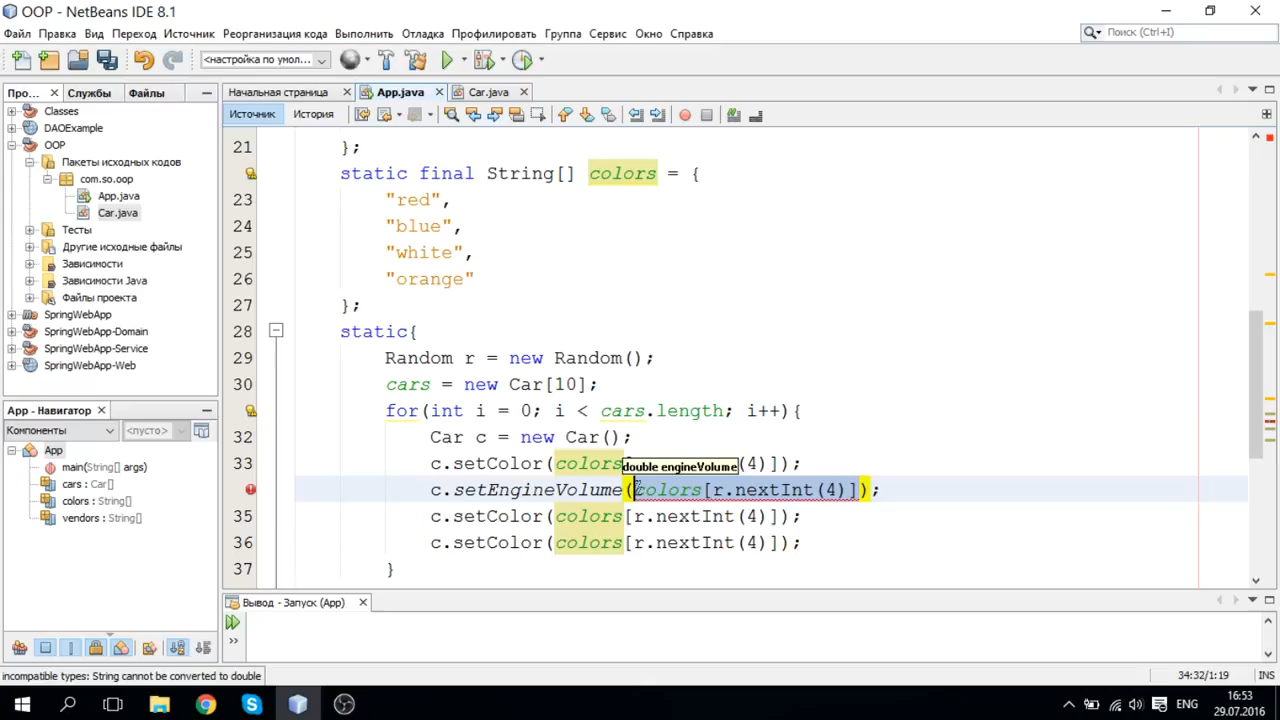 OOP - NetBeans IDE 8.1
Файл Правка Вид Переход Источник Реорганизация кода Выполнить Отладка Профилировать Группа Сервис Окно Справка
Поиск (Ctrl+I)
<настройка по умол...
Про... Службы Файлы
Начальная страница App.java Car.java
Источник История
Classes
DAOExample
OOP
Пакеты исходных кодов
com.so.oop
App.java
Car.java
Тесты
Другие исходные файлы
Зависимости
Зависимости Java
Файлы проекта
SpringWebApp
SpringWebApp-Domain
SpringWebApp-Service
SpringWebApp-Web
App - Навигатор
Компоненты <пусто>
App
main(String[] args)
cars : Car[]
colors : String[]
vendors : String[]
21 };
static final String[] colors = {
23 "red",
24 "blue",
25 "white",
26 "orange"
27 };
28 static{
29 Random r = new Random();
30 cars = new Car[10];
for(int i = 0; i < cars.length; i++){
32 Car c = new Car();
33 c.setColor(colors (4)]);
double engineVolume
c.setEngineVolume(colors[r.nextInt(4)]);
35 c.setColor(colors[r.nextInt(4)]);
36 c.setColor(colors[r.nextInt(4)]);
37 }
Вывод - Запуск (App)
incompatible types: String cannot be converted to double
34:32/1:19 INS
ENG
16:53
29.07.2016